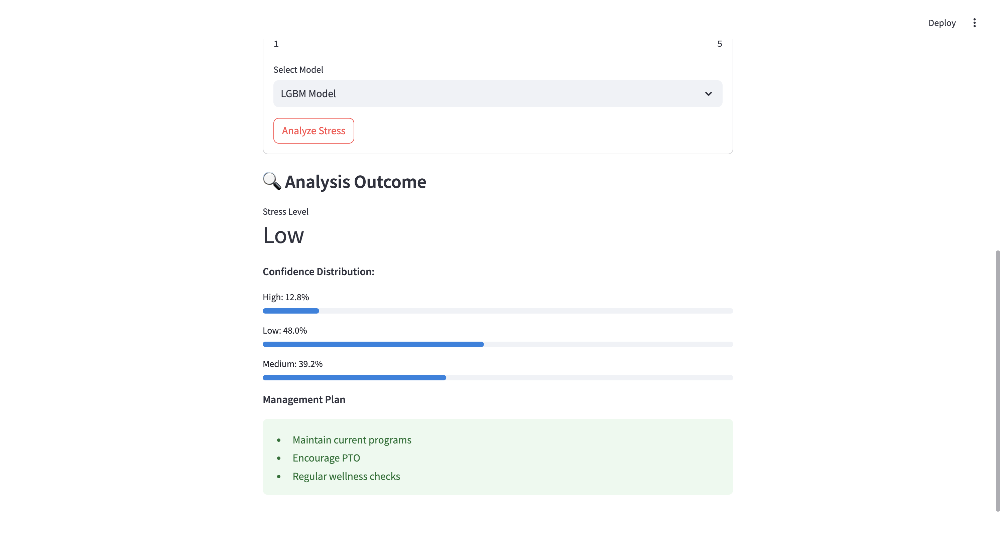 Deploy
1 5
Select Model
LGBM Model
Analyze Stress
Analysis Outcome
Stress Level
Low
Confidence Distribution:
High: 12.8%
Low: 48.0%
Medium: 39.2%
Management Plan
• Maintain current programs
• Encourage PTO
• Regular wellness checks